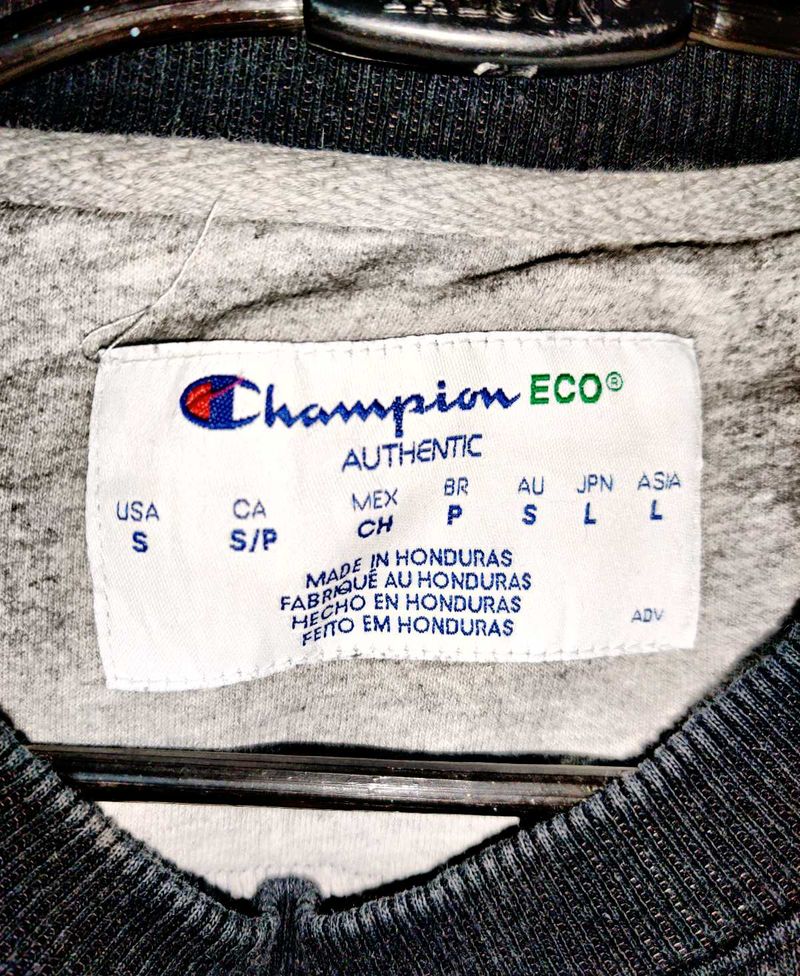 Champion ECO®
AUTHENTIC
USA CA MEX BR AU JPN ASIA
S S/P CH P S L L
MADE IN HONDURAS
FABRIQUÉ AU HONDURAS
HECHO EN HONDURAS
FEITO EM HONDURAS
ADV